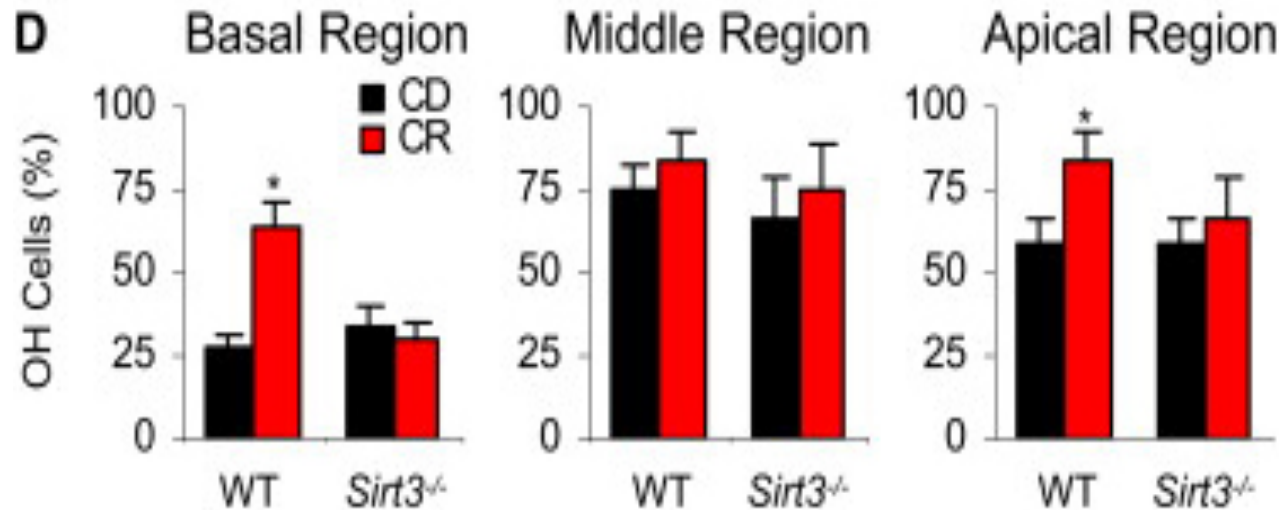 D
Basal Region
Middle Region
Apical Region
CD
CR
OH Cells (%)
100
75
50
25
0
*
WT
Sirt3-/-
100
75
50
25
0
WT
Sirt3-/-
100
75
50
25
0
*
WT
Sirt3-/-